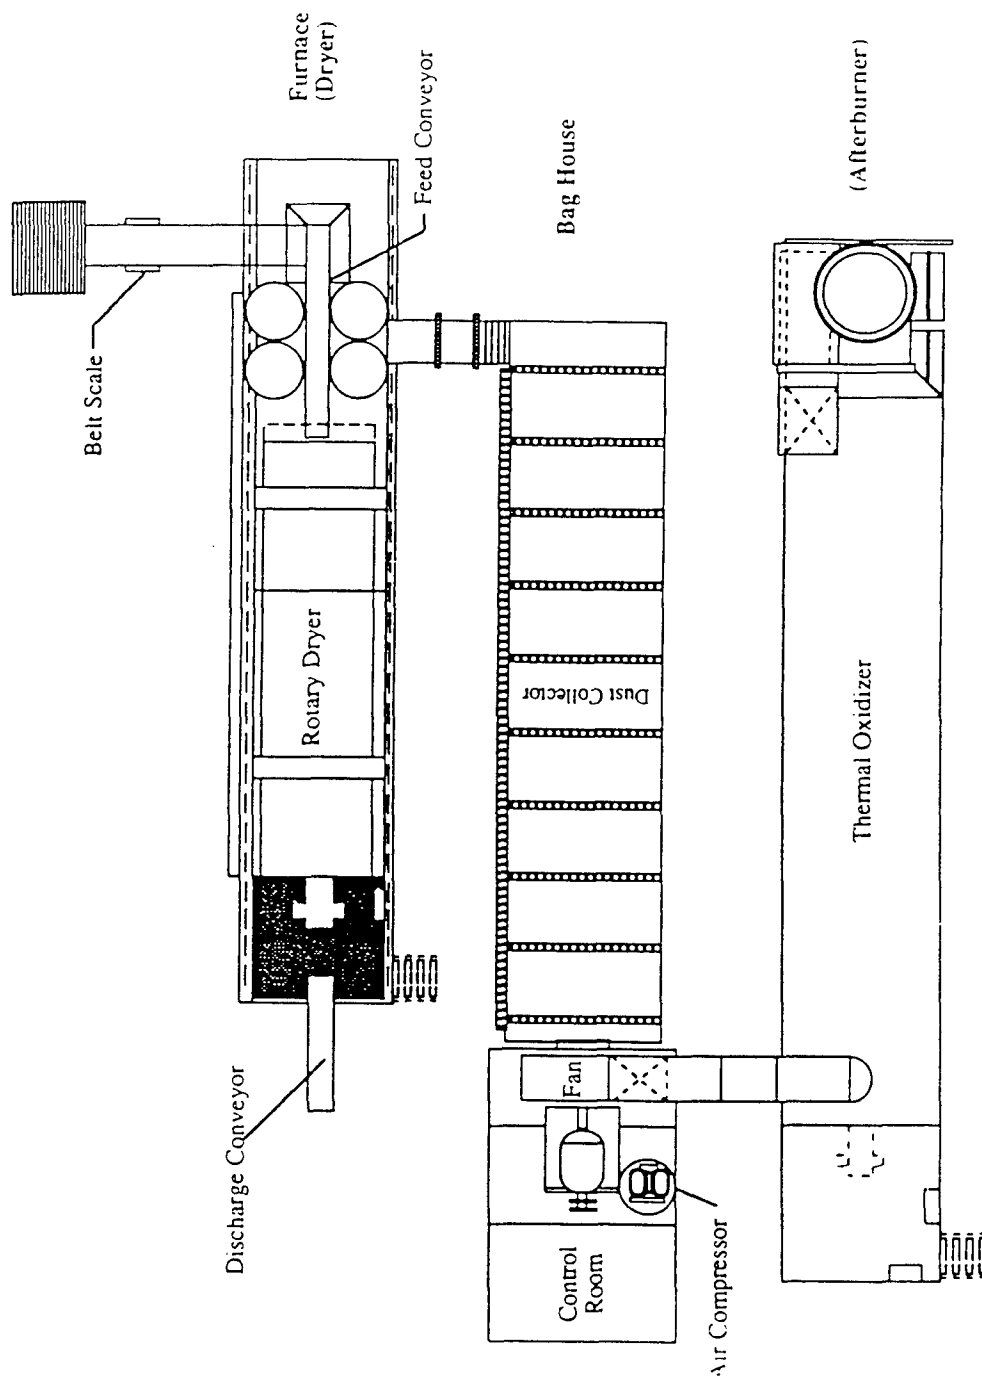 Belt Scale
Furnace
(Dryer)
Feed Conveyor
Rotary Dryer
Discharge Conveyor
Bag House
Dust Collector
Fan
Control
Room
Air Compressor
(Afterburner)
Thermal Oxidizer